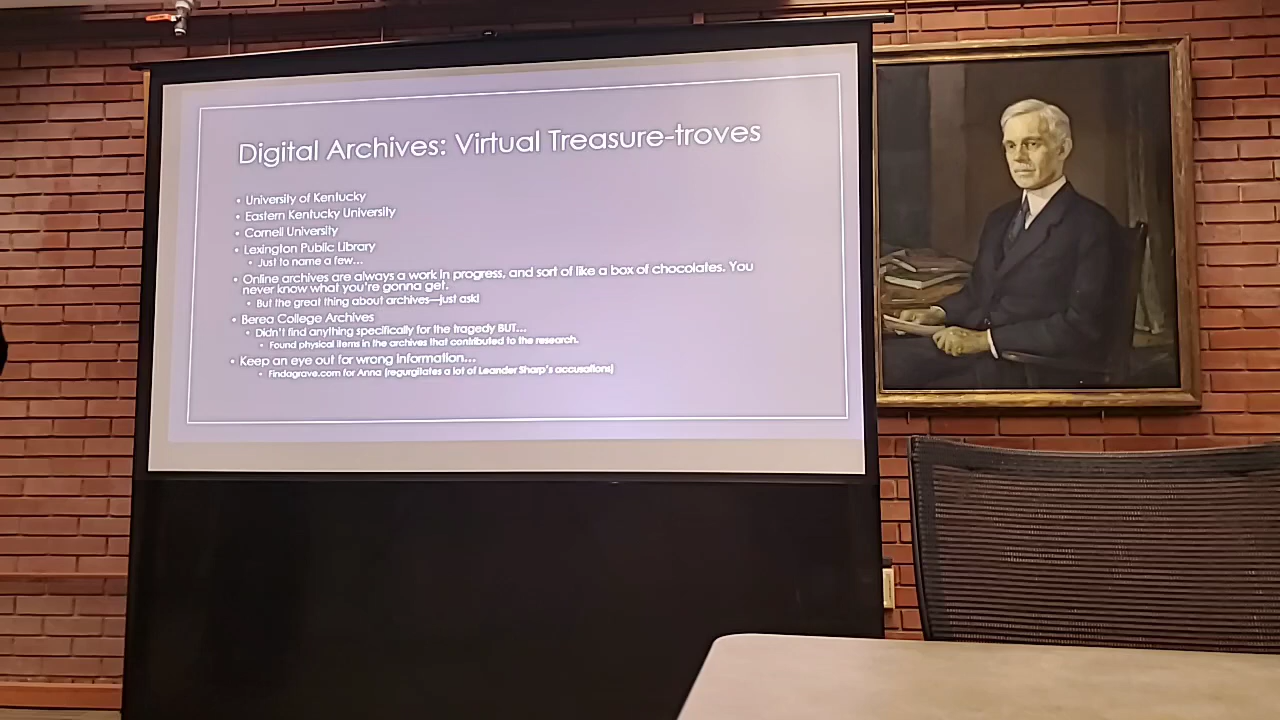 Digital Archives: Virtual Treasure-troves
• University of Kentucky
• Eastern Kentucky University
• Cornell University
• Lexington Public Library
• Just to name a few…
• Online archives are always a work in progress, and sort of like a box of chocolates. You
never know what you're gonna get.
• But the great thing about archives—just ask!
• Berea College Archives
• Didn't find anything specifically for the tragedy BUT…
• Found physical items in the archives that contributed to the research.
• Keep an eye out for wrong information…
• Findagrave.com for Anna (regurgitates a lot of Leander Sharp's accusations)